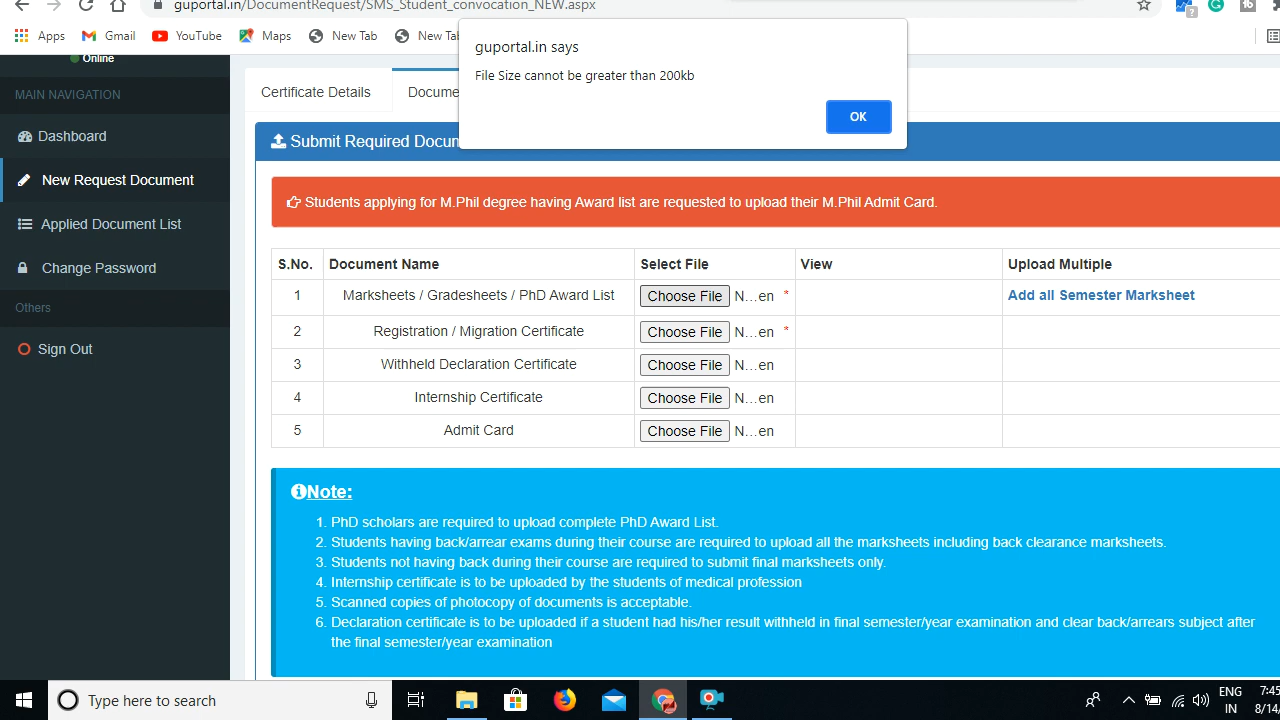 guportal.in/DocumentRequest/SMS_Student_convocation_NEW.aspx
Apps Gmail YouTube Maps New Tab New Ta
guportal.in says
File Size cannot be greater than 200kb
OK
Online
MAIN NAVIGATION
Dashboard
New Request Document
Applied Document List
Change Password
Others
Sign Out
Certificate Details Docume
Submit Required Docun
Students applying for M.Phil degree having Award list are requested to upload their M.Phil Admit Card.
S.No. Document Name Select File View Upload Multiple
1 Marksheets / Gradesheets / PhD Award List Choose File N...en * Add all Semester Marksheet
2 Registration / Migration Certificate Choose File N...en *
3 Withheld Declaration Certificate Choose File N...en
4 Internship Certificate Choose File N...en
5 Admit Card Choose File N...en
Note:
1. PhD scholars are required to upload complete PhD Award List.
2. Students having back/arrear exams during their course are required to upload all the marksheets including back clearance marksheets.
3. Students not having back during their course are required to submit final marksheets only.
4. Internship certificate is to be uploaded by the students of medical profession
5. Scanned copies of photocopy of documents is acceptable.
6. Declaration certificate is to be uploaded if a student had his/her result withheld in final semester/year examination and clear back/arrears subject after
the final semester/year examination
Type here to search
ENG
IN
7:45
8/14/